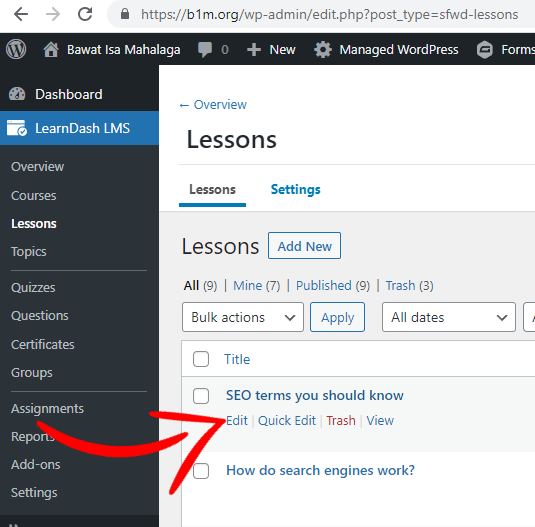 https://b1m.org/wp-admin/edit.php?post_type=sfwd-lessons
Bawat Isa Mahalaga 0 New Managed WordPress Forms
Dashboard
LearnDash LMS
Overview
Courses
Lessons
Topics
Quizzes
Questions
Certificates
Groups
Assignments
Reports
Add-ons
Settings
← Overview
Lessons
Lessons Settings
Lessons Add New
All (9) | Mine (7) | Published (9) | Trash (3)
Bulk actions Apply All dates
Title
SEO terms you should know
Edit | Quick Edit | Trash | View
How do search engines work?